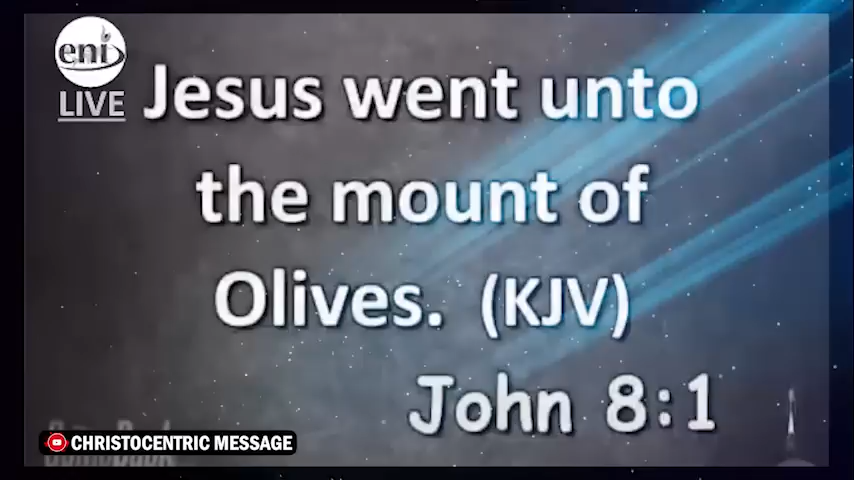 eni
LIVE
Jesus went unto
the mount of
Olives. (KJV)
John 8:1
CHRISTOCENTRIC MESSAGE